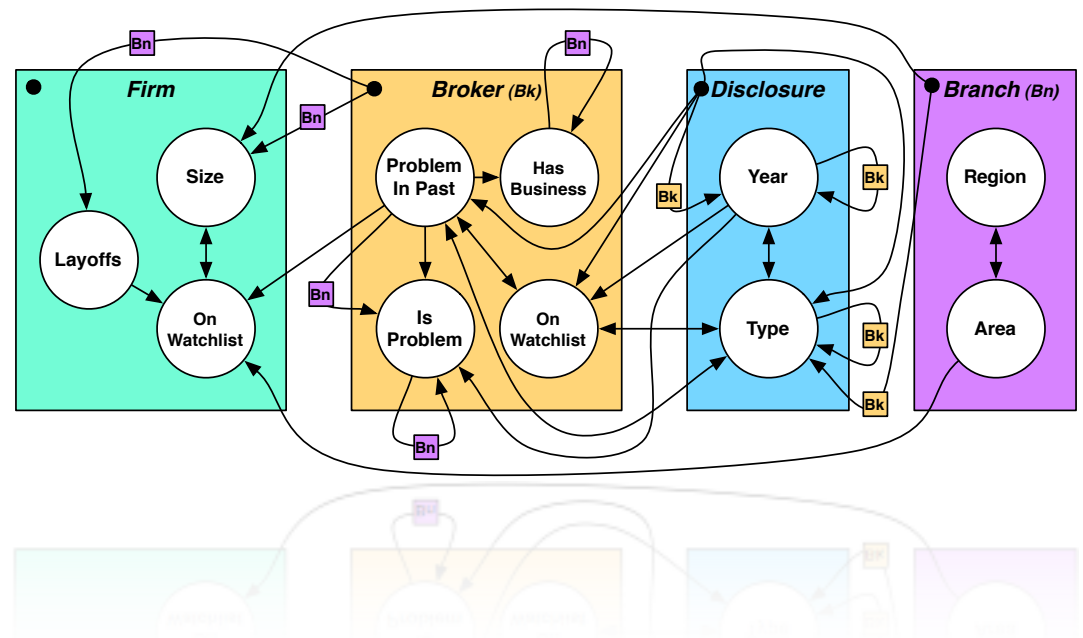 Bn
Bn
Firm
Broker (Bk)
Disclosure
Branch (Bn)
Bn
Size
Problem
In Past
Has
Business
Year
Region
Bk
Bk
Layoffs
Bn
On
Watchlist
Is
Problem
On
Watchlist
Type
Area
Bk
Bk
Bn